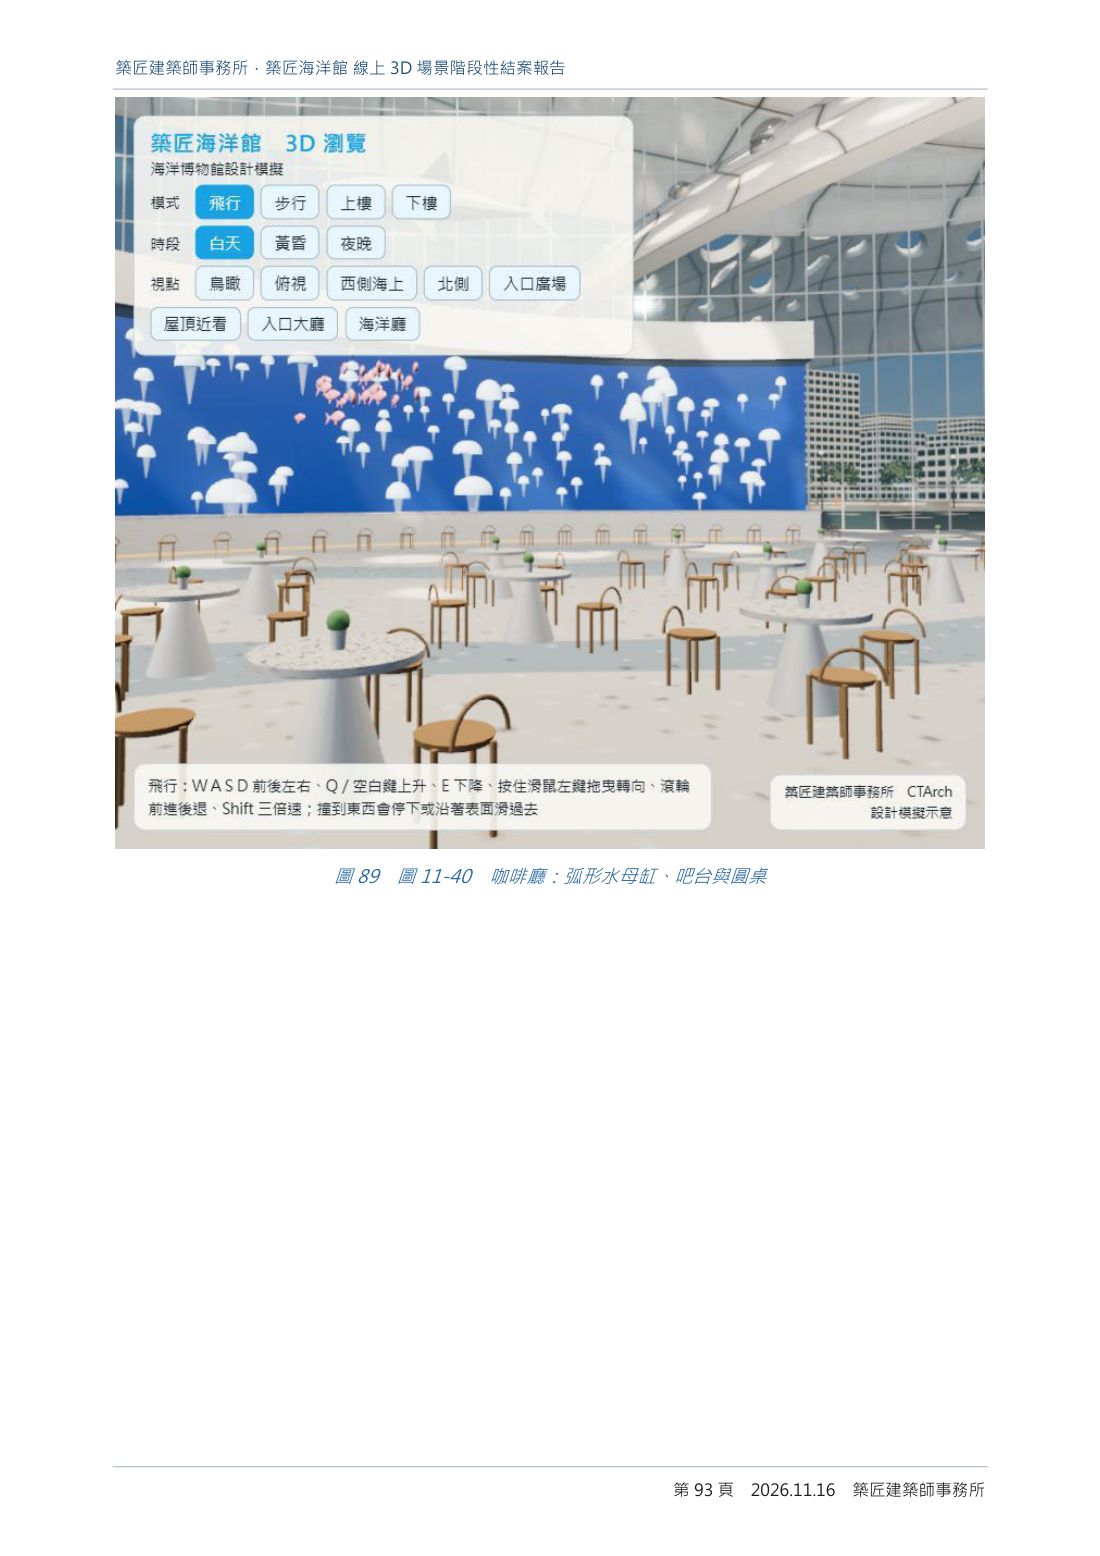 築匠建築師事務所．築匠海洋館 線上 3D 場景階段性結案報告
築匠海洋館　3D 瀏覽
海洋博物館設計模擬
模式 飛行 步行 上樓 下樓
時段 白天 黃昏 夜晚
視點 鳥瞰 俯視 西側海上 北側 入口廣場
屋頂近看 入口大廳 海洋廳
飛行：W A S D 前後左右、Q / 空白鍵上升、E 下降、按住滑鼠左鍵拖曳轉向、滾輪
前進後退、Shift 三倍速；撞到東西會停下或沿著表面滑過去
築匠建築師事務所　CTArch
設計模擬示意
圖 89　圖 11-40　咖啡廳：弧形水母缸、吧台與圓桌
第 93 頁　2026.11.16　築匠建築師事務所